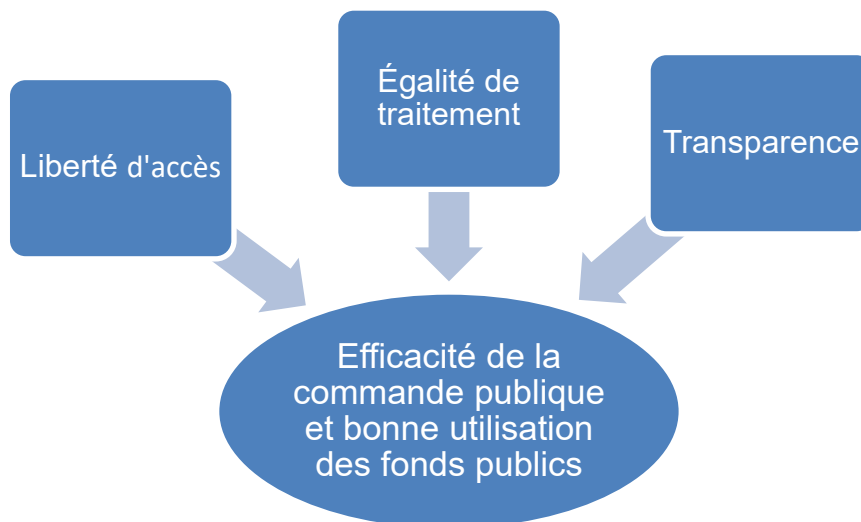 Liberté d'accès
Égalité de
traitement
Transparence
Efficacité de la
commande publique
et bonne utilisation
des fonds publics